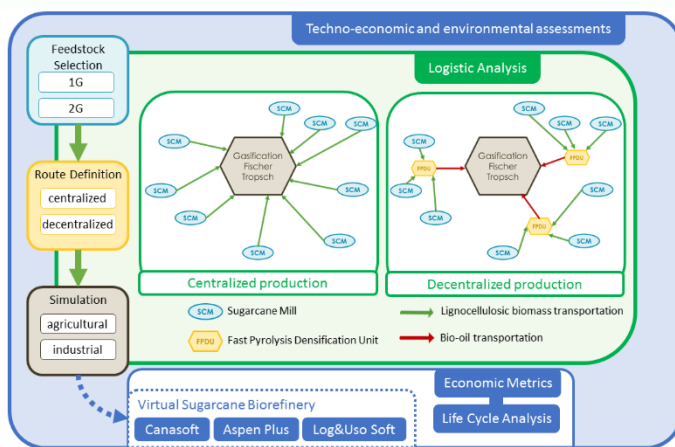 Techno-economic and environmental assessments
Feedstock
Selection
1G
2G
Route Definition
centralized
decentralized
Simulation
agricultural
industrial
Logistic Analysis
SCM
SCM
SCM
SCM
SCM
SCM
SCM
SCM
SCM
Gasification
Fischer
Tropsch
Centralized production
SCM
SCM
SCM
SCM
SCM
SCM
SCM
SCM
SCM
FPDU
FPDU
FPDU
Gasification
Fischer
Tropsch
Decentralized production
SCM Sugarcane Mill
Lignocellulosic biomass transportation
FPDU Fast Pyrolysis Densification Unit
Bio-oil transportation
Virtual Sugarcane Biorefinery
Canasoft
Aspen Plus
Log&Uso Soft
Economic Metrics
Life Cycle Analysis